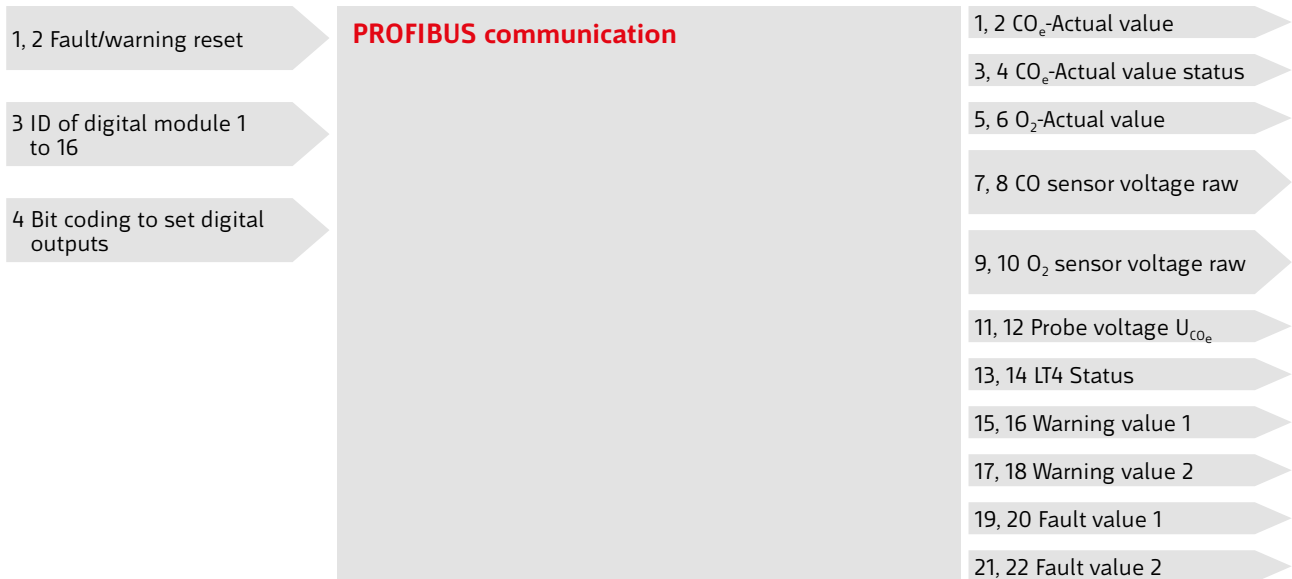 1, 2 Fault/warning reset
3 ID of digital module 1
to 16
4 Bit coding to set digital
outputs
PROFIBUS communication
1, 2 COₑ-Actual value
3, 4 COₑ-Actual value status
5, 6 O₂-Actual value
7, 8 CO sensor voltage raw
9, 10 O₂ sensor voltage raw
11, 12 Probe voltage U_COₑ
13, 14 LT4 Status
15, 16 Warning value 1
17, 18 Warning value 2
19, 20 Fault value 1
21, 22 Fault value 2